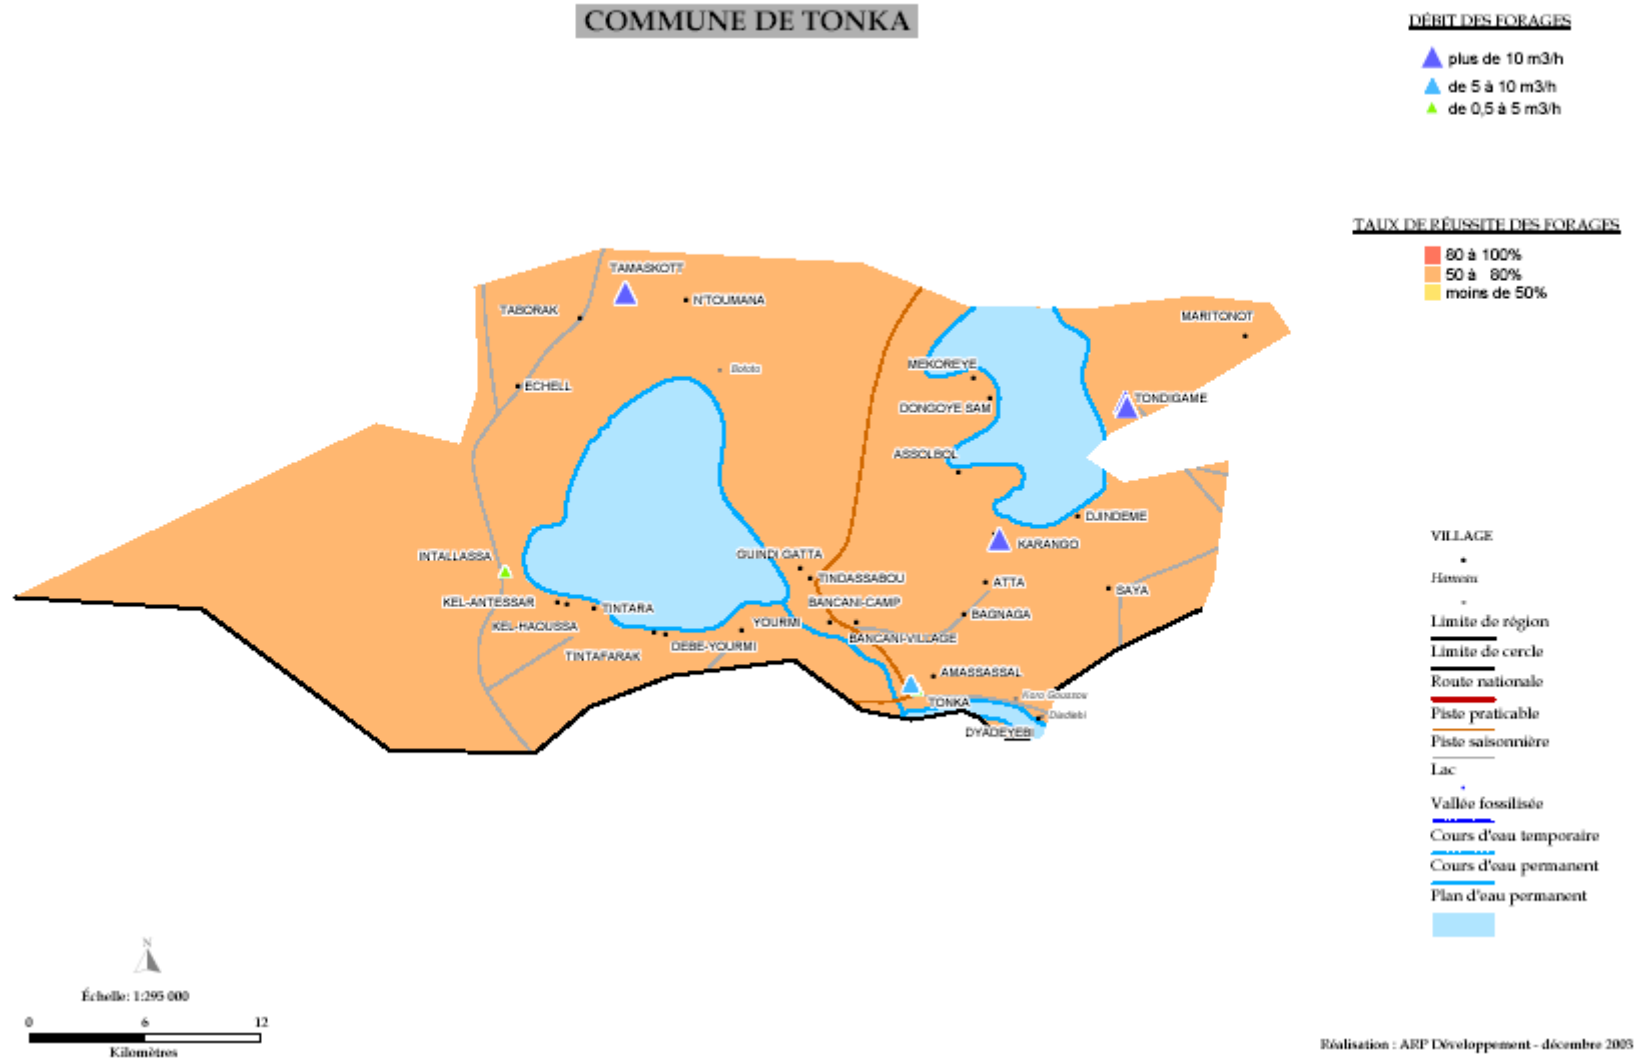 COMMUNE DE TONKA
DÉBIT DES FORAGES
plus de 10 m3/h
de 5 à 10 m3/h
de 0,5 à 5 m3/h
TAUX DE RÉUSSITE DES FORAGES
80 à 100%
50 à 80%
moins de 50%
TAMASKOTT
N'TOUMANA
TABORAK
MARITONOT
MEKOREYE
ECHELL
DONGOYE SAM
TONDIGAME
ASSOLBOL
DJINDEME
KARANGO
INTALLASSA
GUINDI GATTA
TINDASSABOU
ATTA
SAYA
KEL-ANTESSAR
TINTARA
BANCANI-CAMP
BAGNAGA
KEL-HAOUSSA
YOURMI
BANCANI-VILLAGE
TINTAFARAK
DEBE-YOURMI
AMASSASSAL
Koro Goussou
TONKA
Diadiebi
DYADEYEBI
VILLAGE
Hameau
Limite de région
Limite de cercle
Route nationale
Piste praticable
Piste saisonnière
Lac
Vallée fossilisée
Cours d'eau temporaire
Cours d'eau permanent
Plan d'eau permanent
N
Échelle: 1:295 000
0 6 12
Kilomètres
Réalisation : ARP Développement - décembre 2003